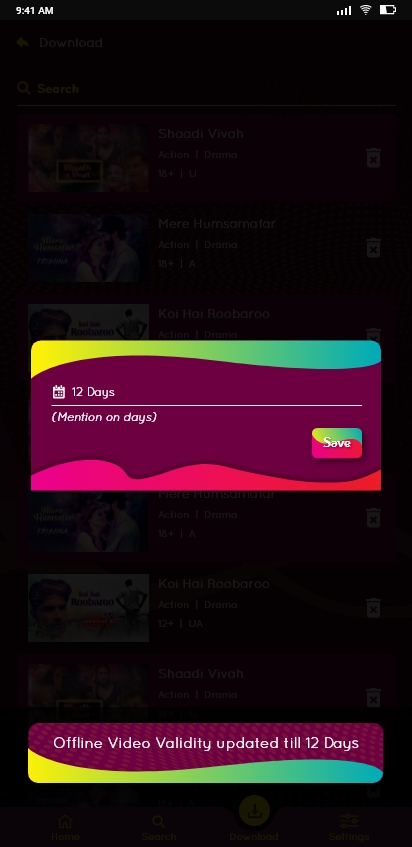 9:41 AM
Download
Search
Shaadi Vivah
Action | Drama
18+ | U
Mere Humsamafar
Action | Drama
18+ | A
Koi Hai Roobaroo
Action | Drama
12 Days
(Mention on days)
Save
Mere Humsamafar
Action | Drama
18+ | A
Koi Hai Roobaroo
Action | Drama
12+ | UA
Shaadi Vivah
Action | Drama
Offline Video Validity updated till 12 Days
Home
Search
Download
Settings